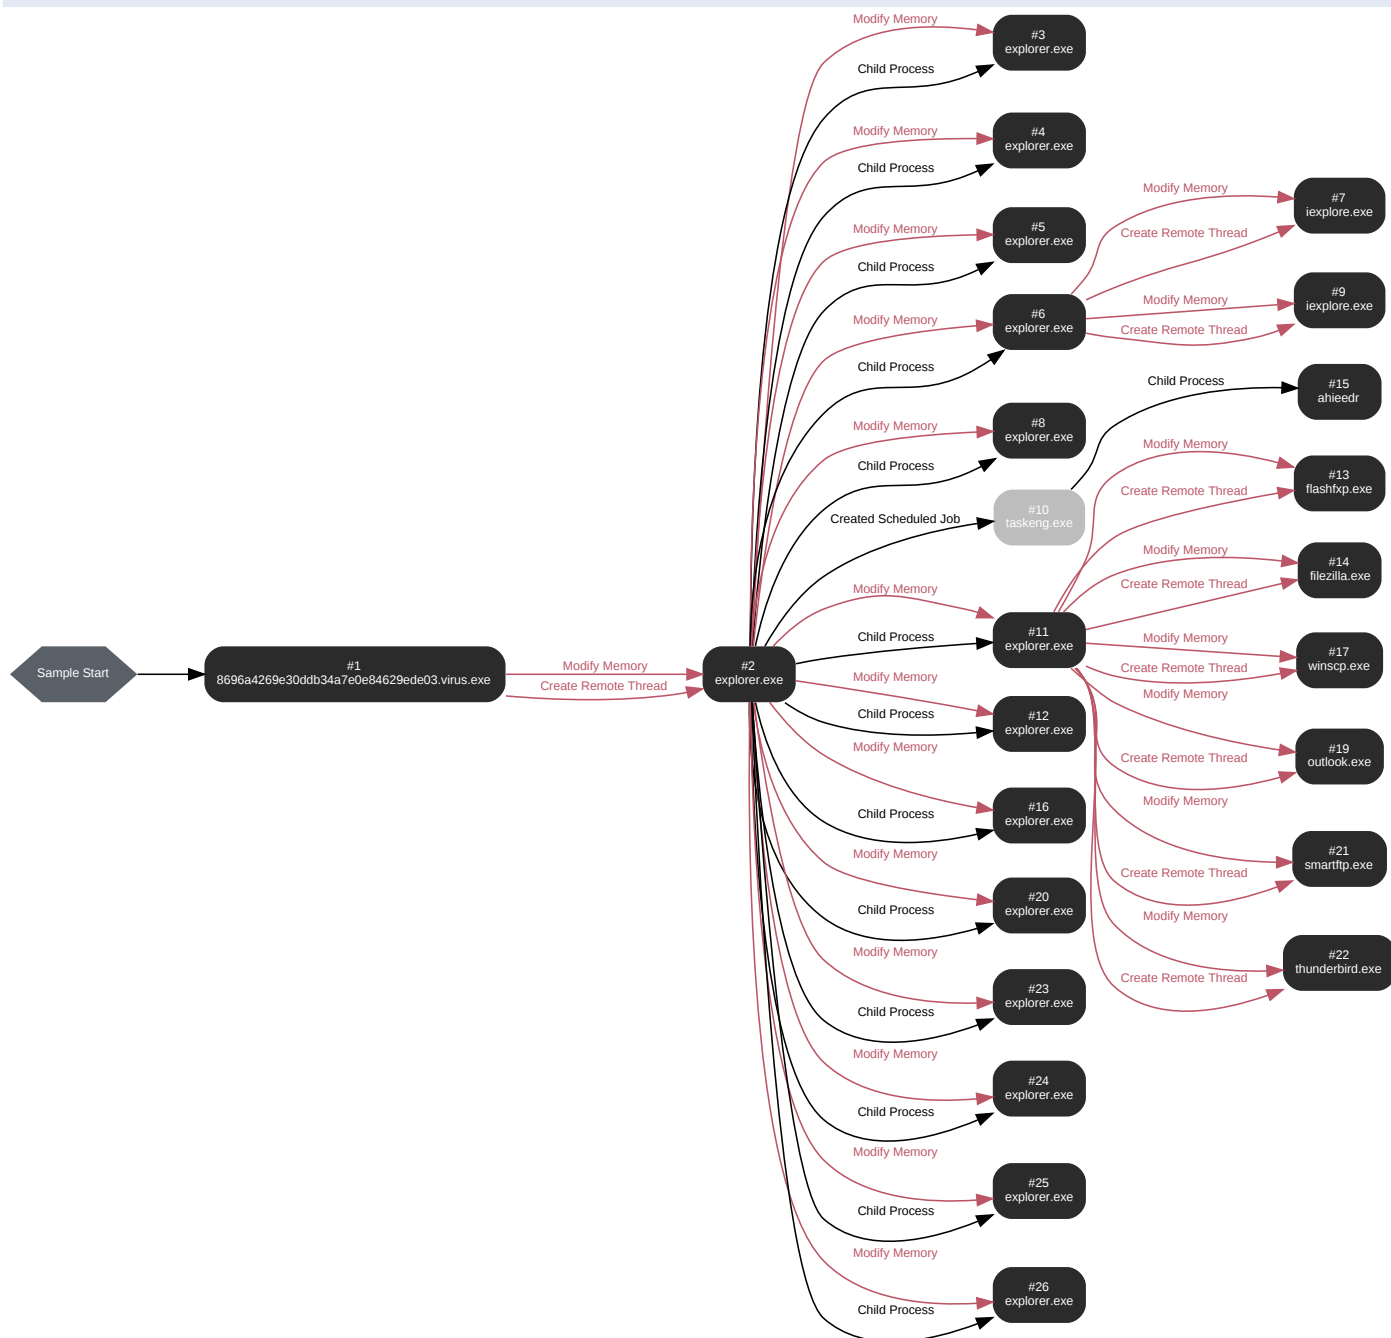 Sample Start
#1
8696a4269e30ddb34a7e0e84629ede03.virus.exe
Modify Memory
Create Remote Thread
#2
explorer.exe
Modify Memory
Child Process
#3
explorer.exe
Modify Memory
Child Process
#4
explorer.exe
Modify Memory
Child Process
#5
explorer.exe
Modify Memory
Child Process
#6
explorer.exe
Modify Memory
Child Process
#8
explorer.exe
Created Scheduled Job
#10
taskeng.exe
Modify Memory
Child Process
#11
explorer.exe
Modify Memory
Child Process
#12
explorer.exe
Modify Memory
Child Process
#16
explorer.exe
Modify Memory
Child Process
#20
explorer.exe
Modify Memory
Child Process
#23
explorer.exe
Modify Memory
Child Process
#24
explorer.exe
Modify Memory
Child Process
#25
explorer.exe
Modify Memory
Child Process
#26
explorer.exe
Modify Memory
Create Remote Thread
#7
iexplore.exe
Modify Memory
Create Remote Thread
#9
iexplore.exe
Child Process
#15
ahieedr
Modify Memory
Create Remote Thread
#13
flashfxp.exe
Modify Memory
Create Remote Thread
#14
filezilla.exe
Modify Memory
Create Remote Thread
#17
winscp.exe
Modify Memory
Create Remote Thread
#19
outlook.exe
Modify Memory
Create Remote Thread
#21
smartftp.exe
Modify Memory
Create Remote Thread
#22
thunderbird.exe